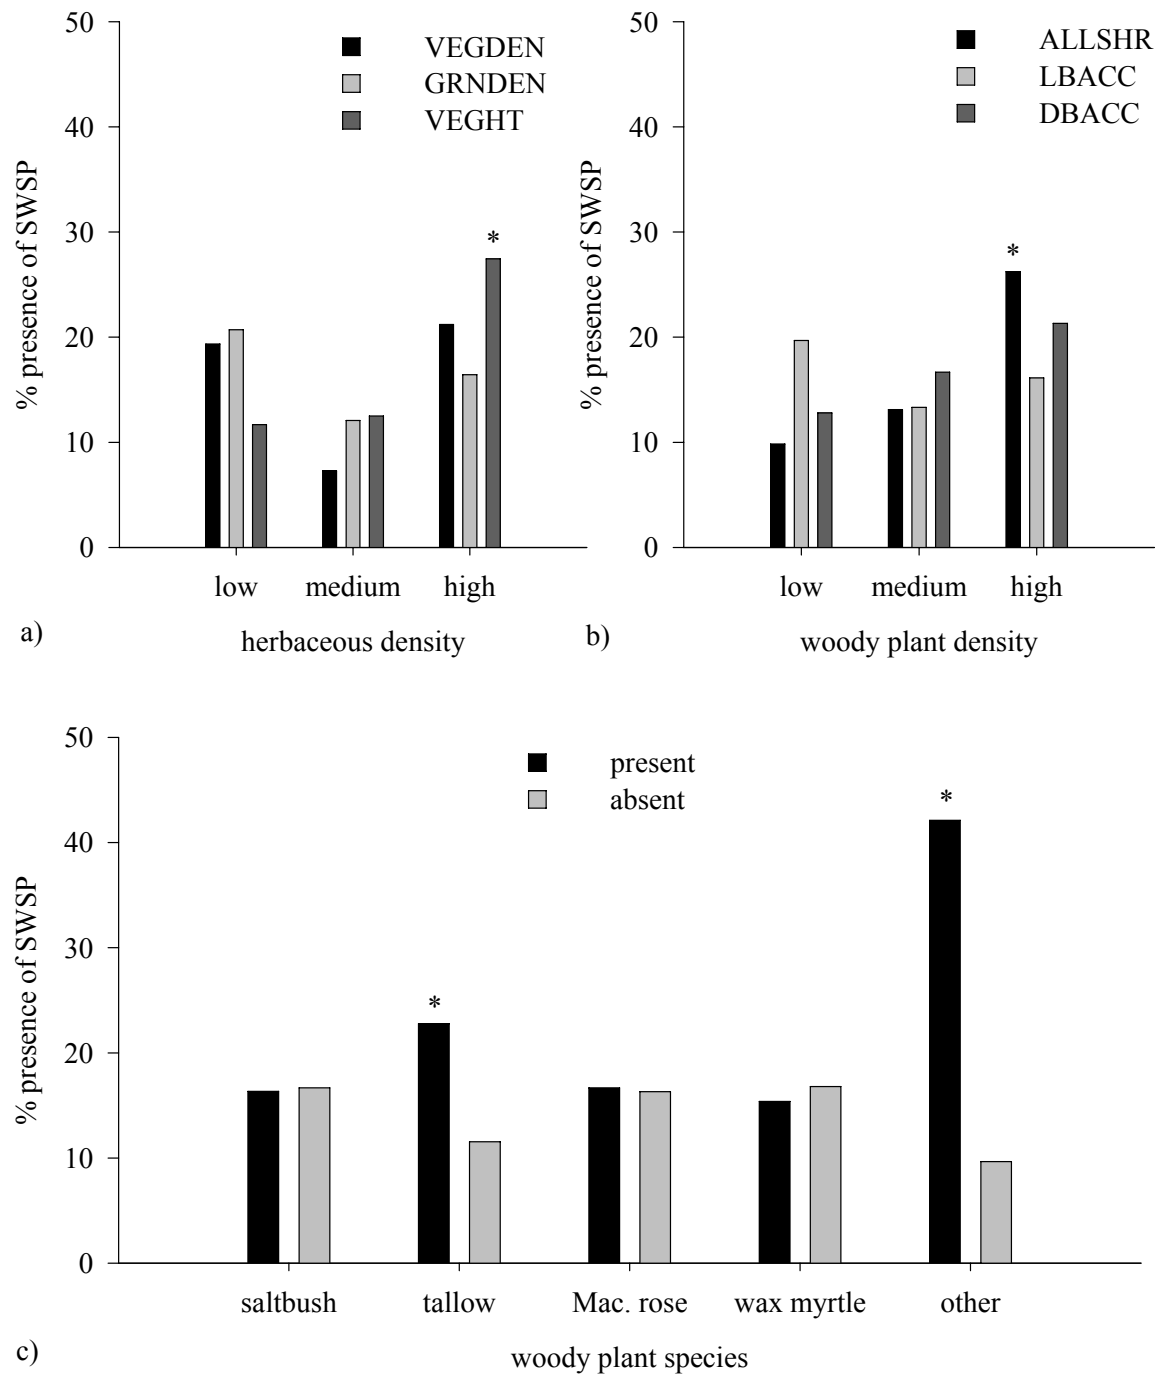 50
40
30
20
10
0
% presence of SWSP
VEGDEN
GRNDEN
VEGHT
*
low medium high
herbaceous density
a)
50
40
30
20
10
0
% presence of SWSP
ALLSHR
LBACC
DBACC
*
low medium high
woody plant density
b)
50
40
30
20
10
0
% presence of SWSP
present
absent
*
*
saltbush tallow Mac. rose wax myrtle other
woody plant species
c)